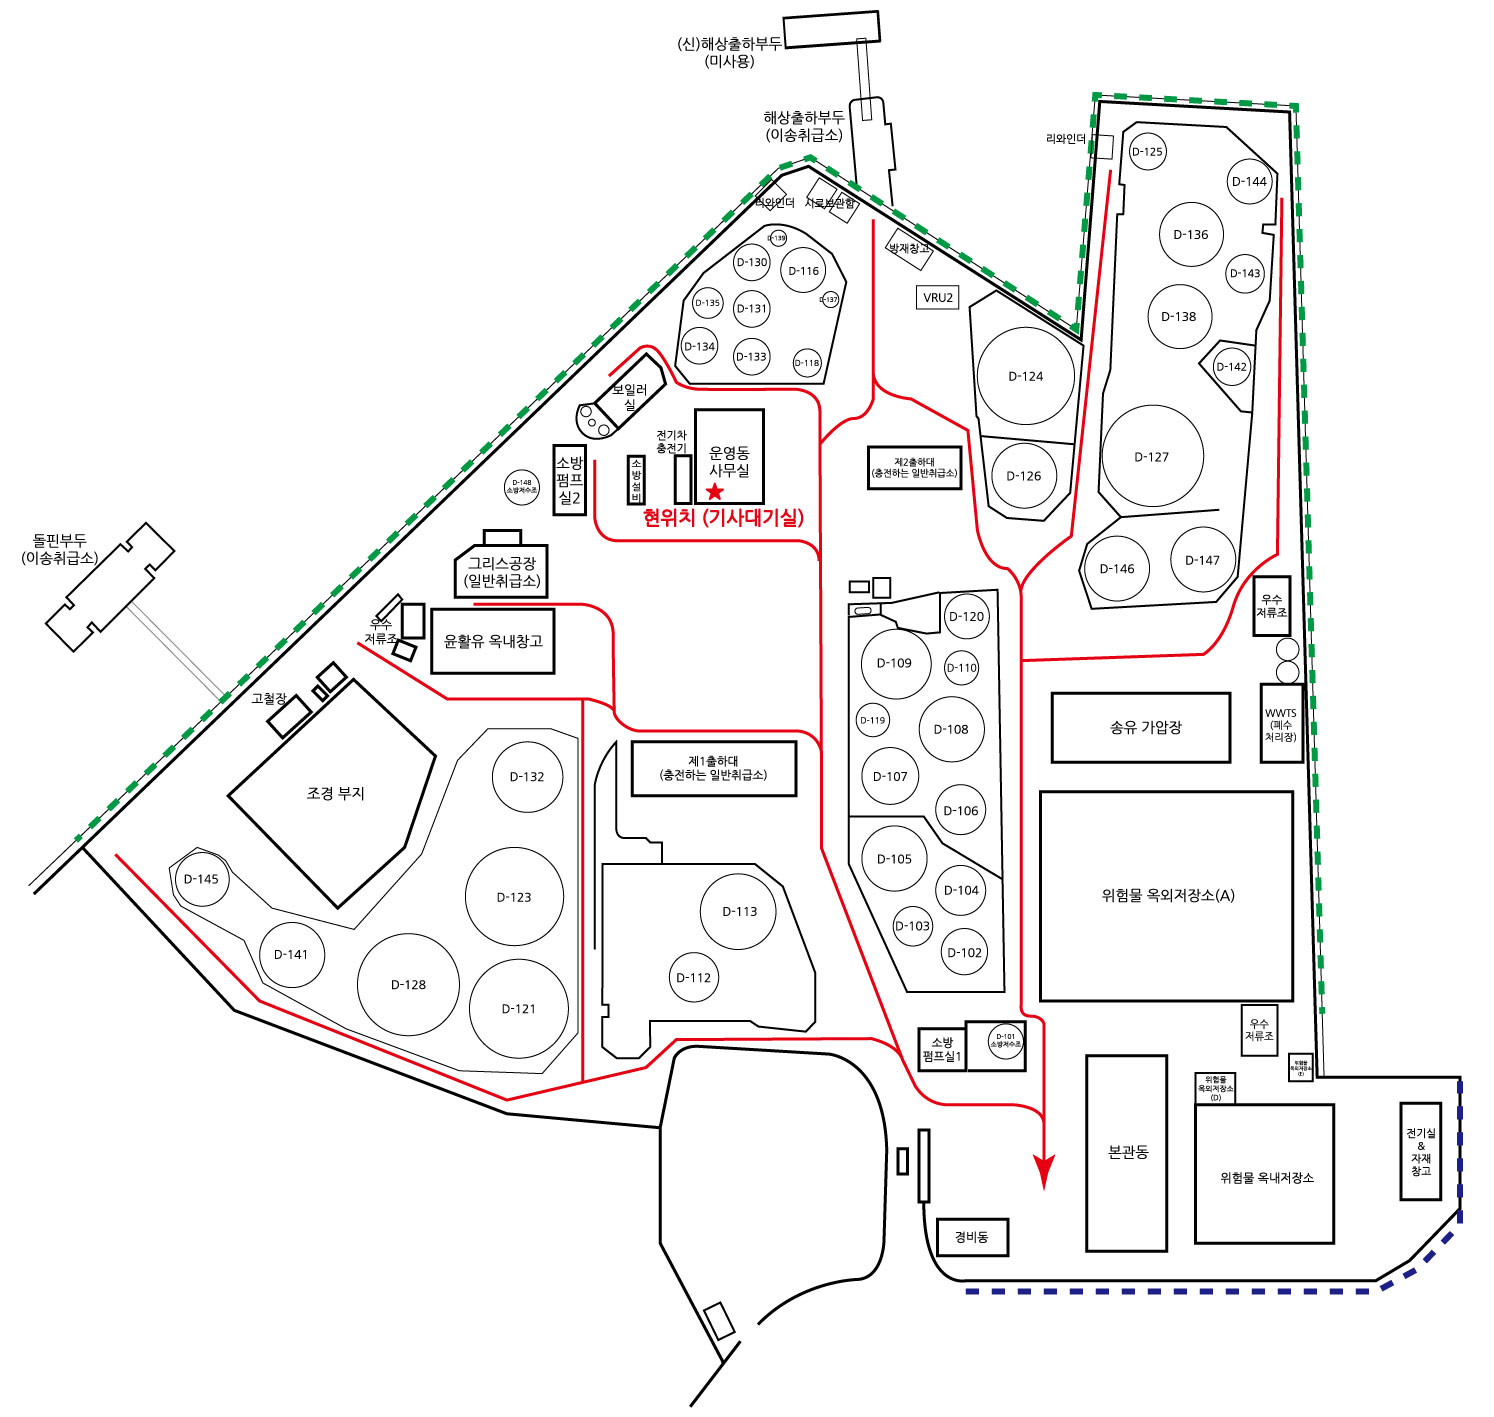 (신)해상출하부두
(미사용)
해상출하부두
(이송취급소)
리와인더
D-125
D-144
리와인더
시료보관함
D-136
D-139
방재창고
D-130
D-116
D-143
VRU2
D-135
D-131
D-137
D-138
D-134
D-133
D-118
D-142
D-124
보일러
실
전기차
충전기
운영동
사무실
소방
펌프
실2
소
방
설
비
제2출하대
(충전하는 일반취급소)
D-127
D-126
D-148
소방저수조
현위치 (기사대기실)
돌핀부두
(이송취급소)
그리스공장
(일반취급소)
D-146
D-147
우수
저류조
우수
저류조
윤활유 옥내창고
D-120
D-109
D-110
고철장
D-119
D-108
송유 가압장
WWTS
(폐수
처리장)
제1출하대
(충전하는 일반취급소)
D-132
D-107
조경 부지
D-106
D-105
D-145
D-123
D-104
위험물 옥외저장소(A)
D-113
D-103
D-141
D-102
D-112
D-128
D-121
소방
펌프실1
D-101
소방저수조
우수
저류조
위험물
옥외저장소
(E)
위험물
옥외저장소
(D)
본관동
위험물 옥내저장소
전기실
&
자재
창고
경비동